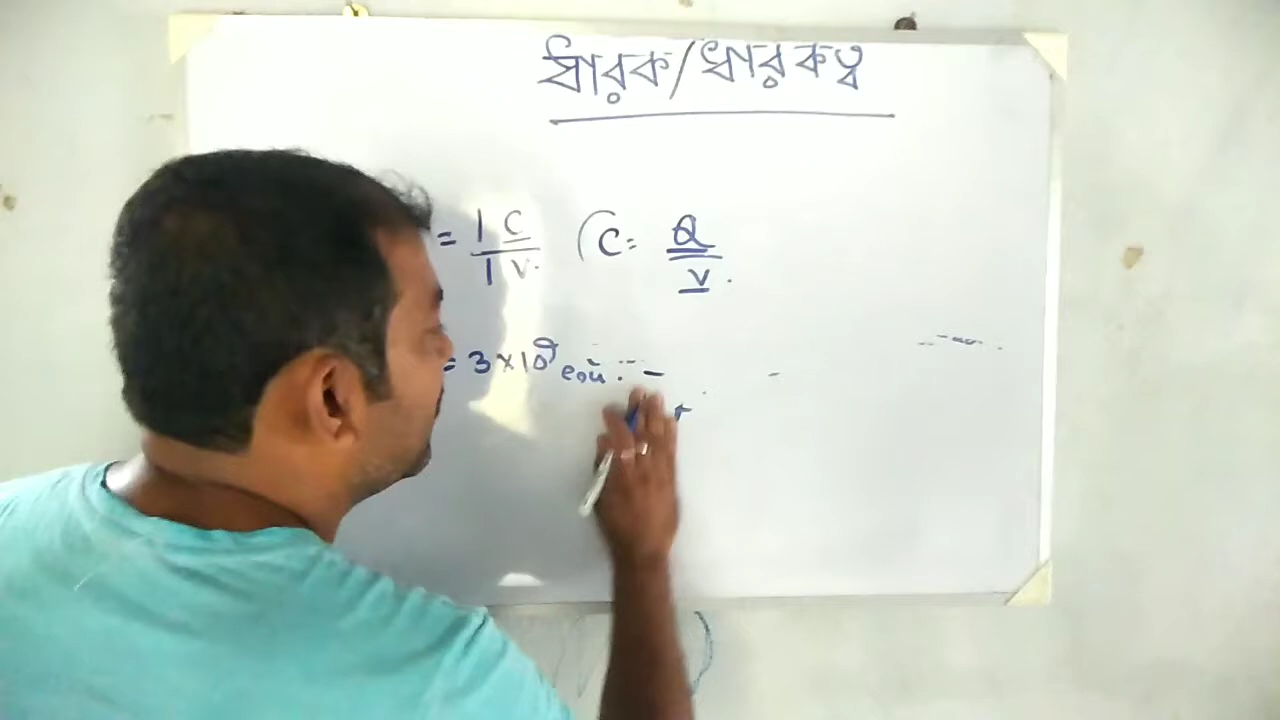 ধারক/ধারকত্ব
= 1 C / 1 V. (C = Q / V.
= 3×10⁹ esu